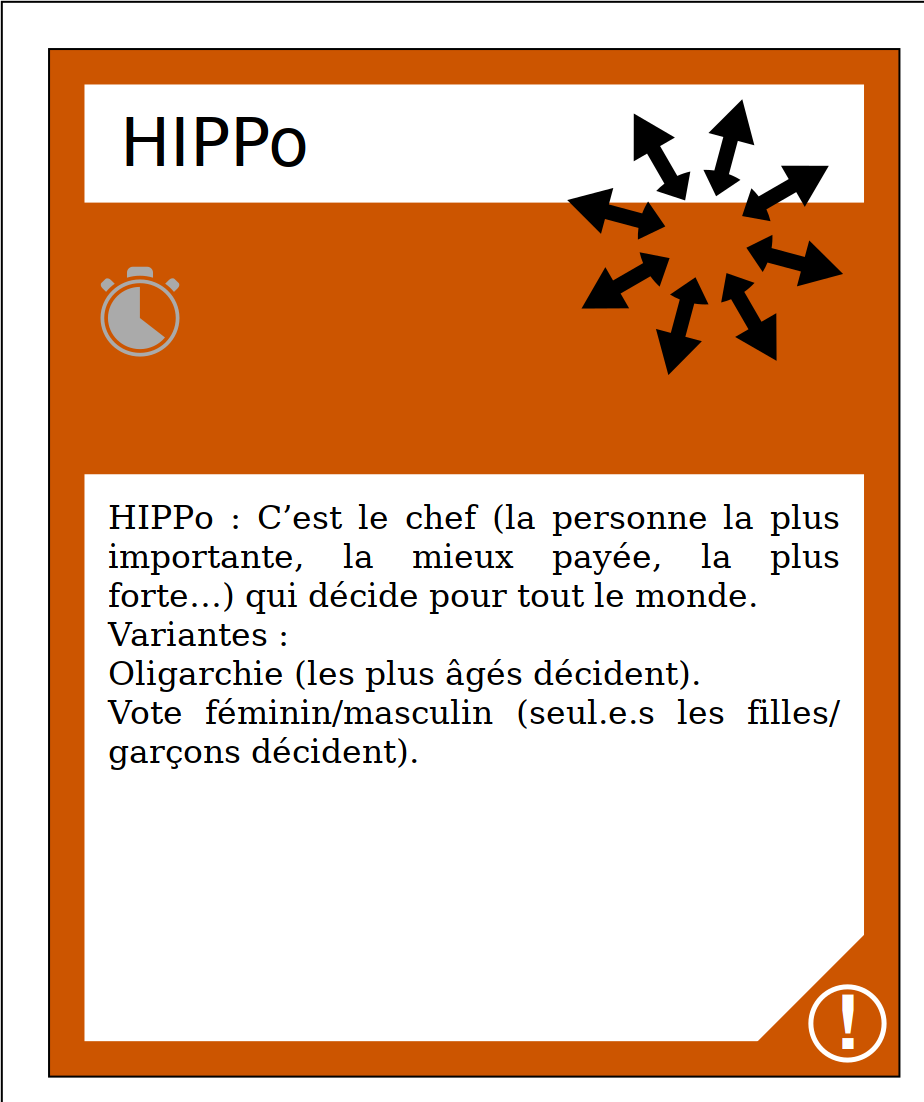 HIPPo
HIPPo : C’est le chef (la personne la plus
importante, la mieux payée, la plus
forte…) qui décide pour tout le monde.
Variantes :
Oligarchie (les plus âgés décident).
Vote féminin/masculin (seul.e.s les filles/
garçons décident).
!